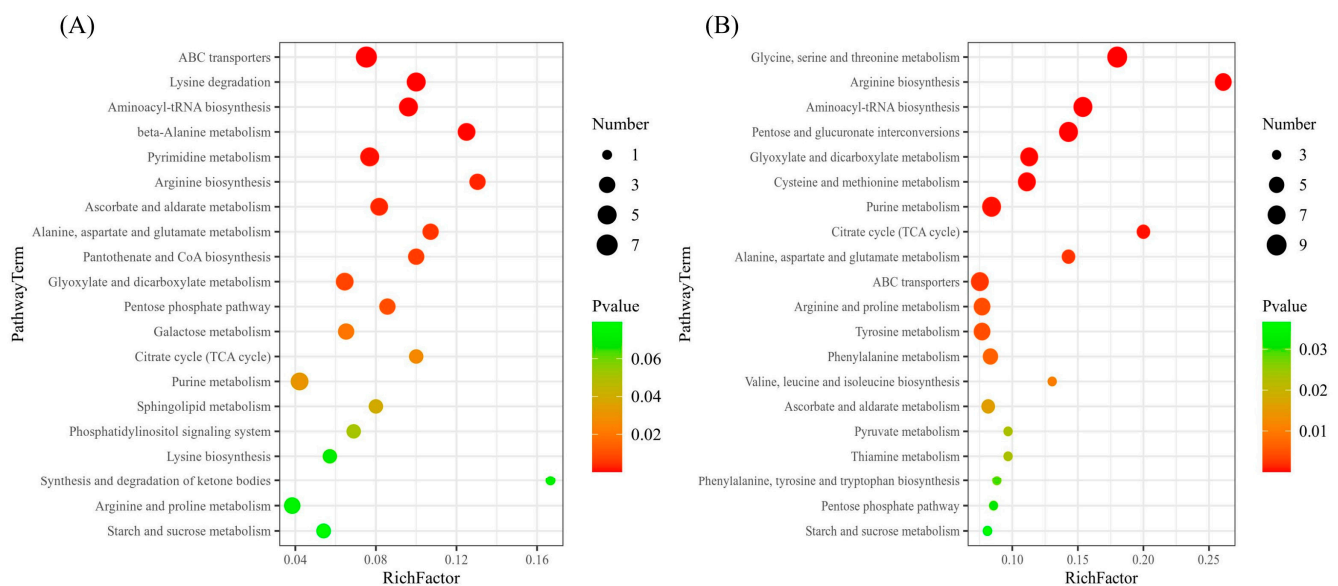 (A)
PathwayTerm
ABC transporters
Lysine degradation
Aminoacyl-tRNA biosynthesis
beta-Alanine metabolism
Pyrimidine metabolism
Arginine biosynthesis
Ascorbate and aldarate metabolism
Alanine, aspartate and glutamate metabolism
Pantothenate and CoA biosynthesis
Glyoxylate and dicarboxylate metabolism
Pentose phosphate pathway
Galactose metabolism
Citrate cycle (TCA cycle)
Purine metabolism
Sphingolipid metabolism
Phosphatidylinositol signaling system
Lysine biosynthesis
Synthesis and degradation of ketone bodies
Arginine and proline metabolism
Starch and sucrose metabolism
0.04 0.08 0.12 0.16
RichFactor
Number
1
3
5
7
Pvalue
0.06
0.04
0.02
(B)
PathwayTerm
Glycine, serine and threonine metabolism
Arginine biosynthesis
Aminoacyl-tRNA biosynthesis
Pentose and glucuronate interconversions
Glyoxylate and dicarboxylate metabolism
Cysteine and methionine metabolism
Purine metabolism
Citrate cycle (TCA cycle)
Alanine, aspartate and glutamate metabolism
ABC transporters
Arginine and proline metabolism
Tyrosine metabolism
Phenylalanine metabolism
Valine, leucine and isoleucine biosynthesis
Ascorbate and aldarate metabolism
Pyruvate metabolism
Thiamine metabolism
Phenylalanine, tyrosine and tryptophan biosynthesis
Pentose phosphate pathway
Starch and sucrose metabolism
0.10 0.15 0.20 0.25
RichFactor
Number
3
5
7
9
Pvalue
0.03
0.02
0.01